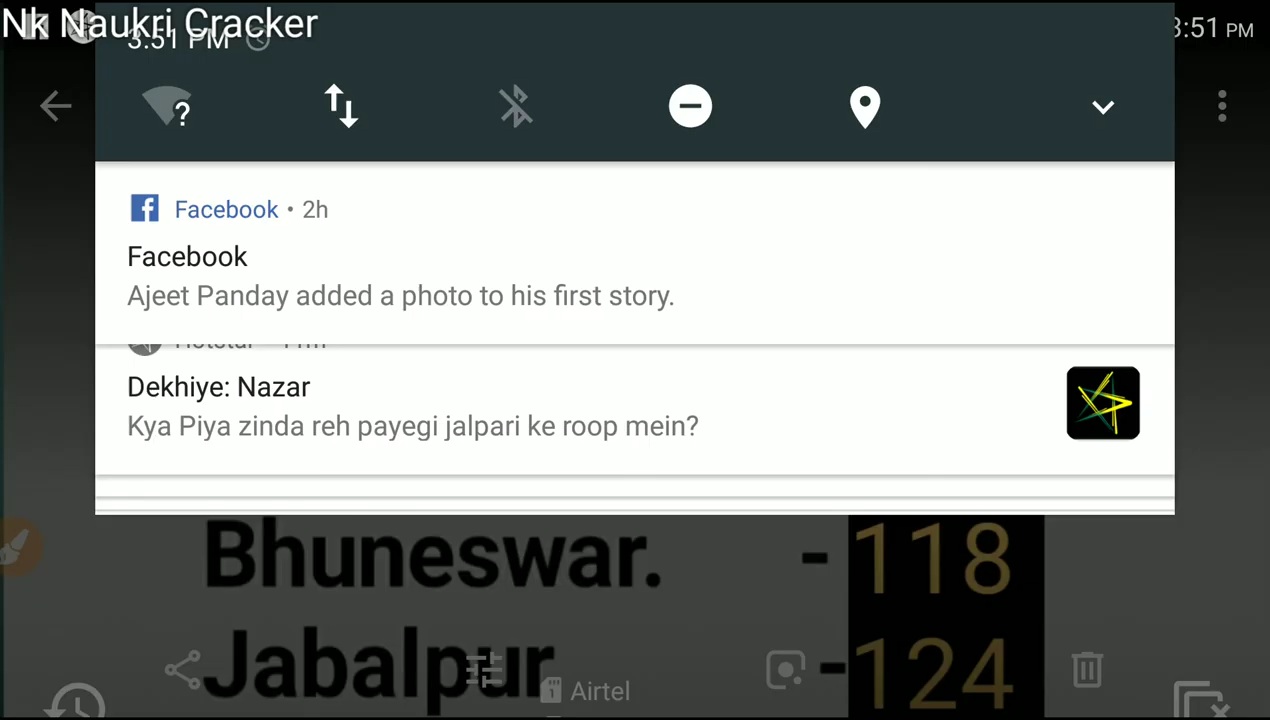 Nk Naukri Cracker
3:51 PM
3:51 PM
Facebook • 2h
Facebook
Ajeet Panday added a photo to his first story.
Dekhiye: Nazar
Kya Piya zinda reh payegi jalpari ke roop mein?
Bhuneswar. -118
Jabalpur -124
Airtel